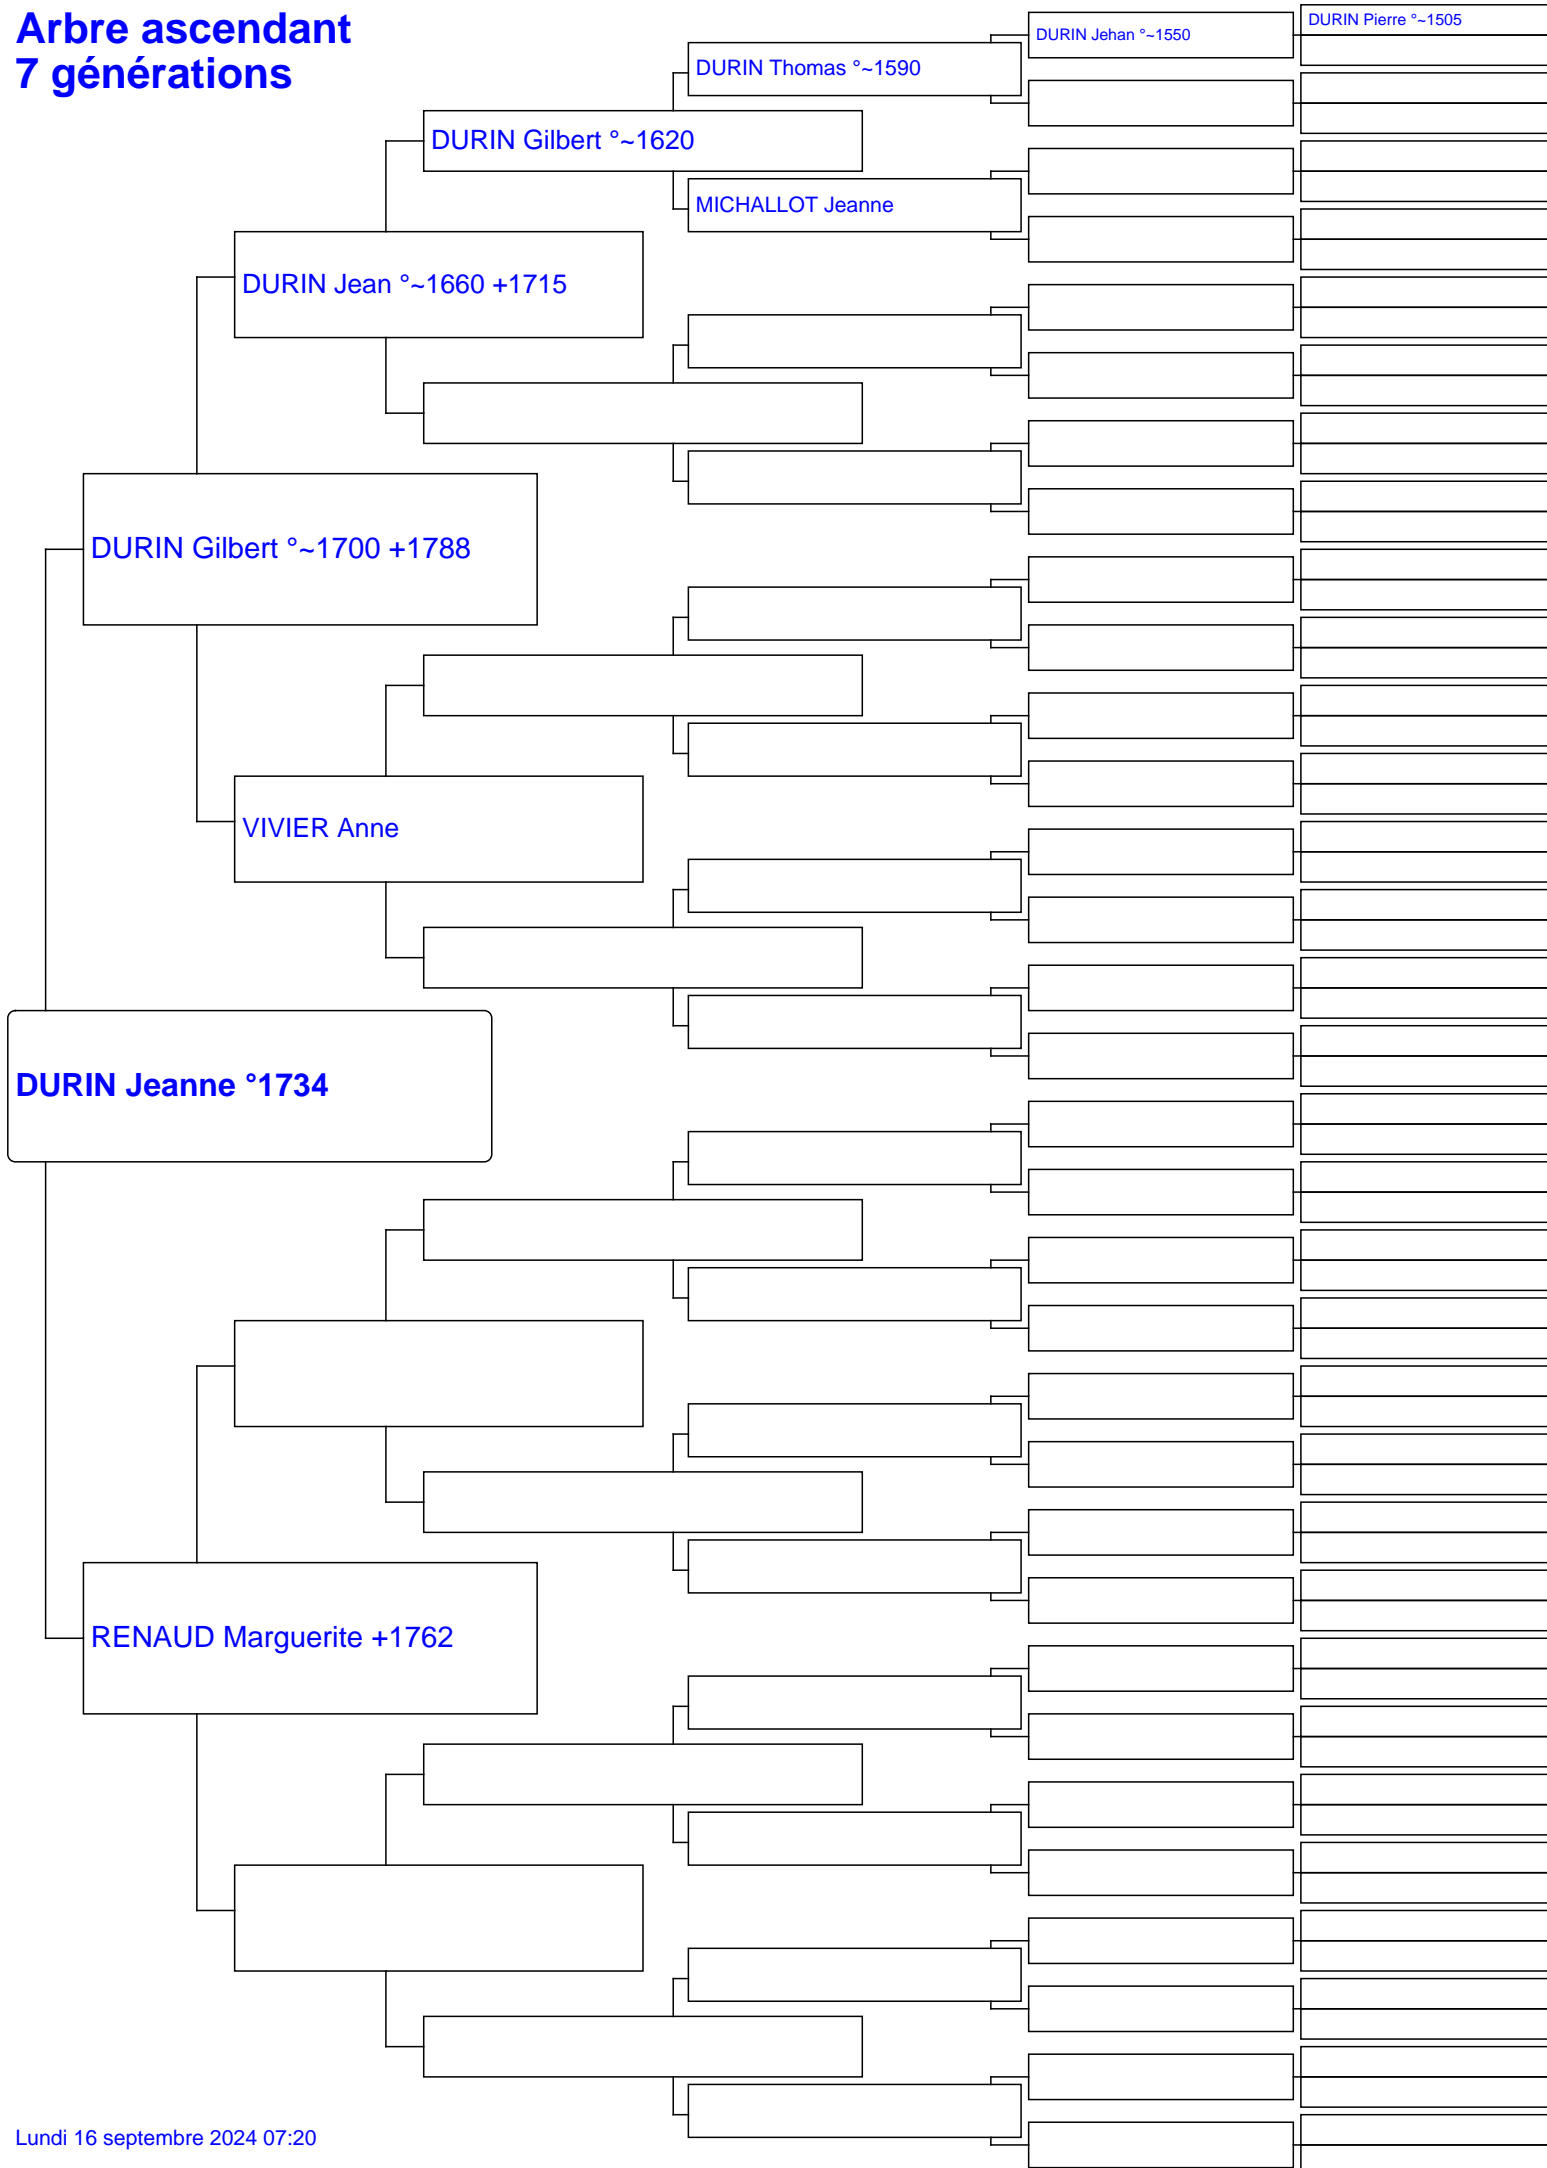 Arbre ascendant
7 générations
DURIN Pierre °~1505
DURIN Jehan °~1550
DURIN Thomas °~1590
DURIN Gilbert °~1620
MICHALLOT Jeanne
DURIN Jean °~1660 +1715
DURIN Gilbert °~1700 +1788
VIVIER Anne
DURIN Jeanne °1734
RENAUD Marguerite +1762
Lundi 16 septembre 2024 07:20